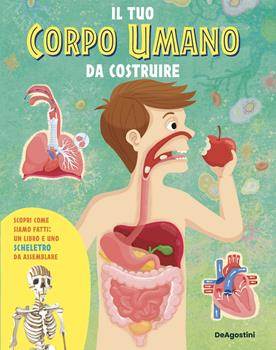 IL TUO
CORPO UMANO
DA COSTRUIRE
SCOPRI COME
SIAMO FATTI:
UN LIBRO E UNO
SCHELETRO
DA ASSEMBLARE
DeAgostini